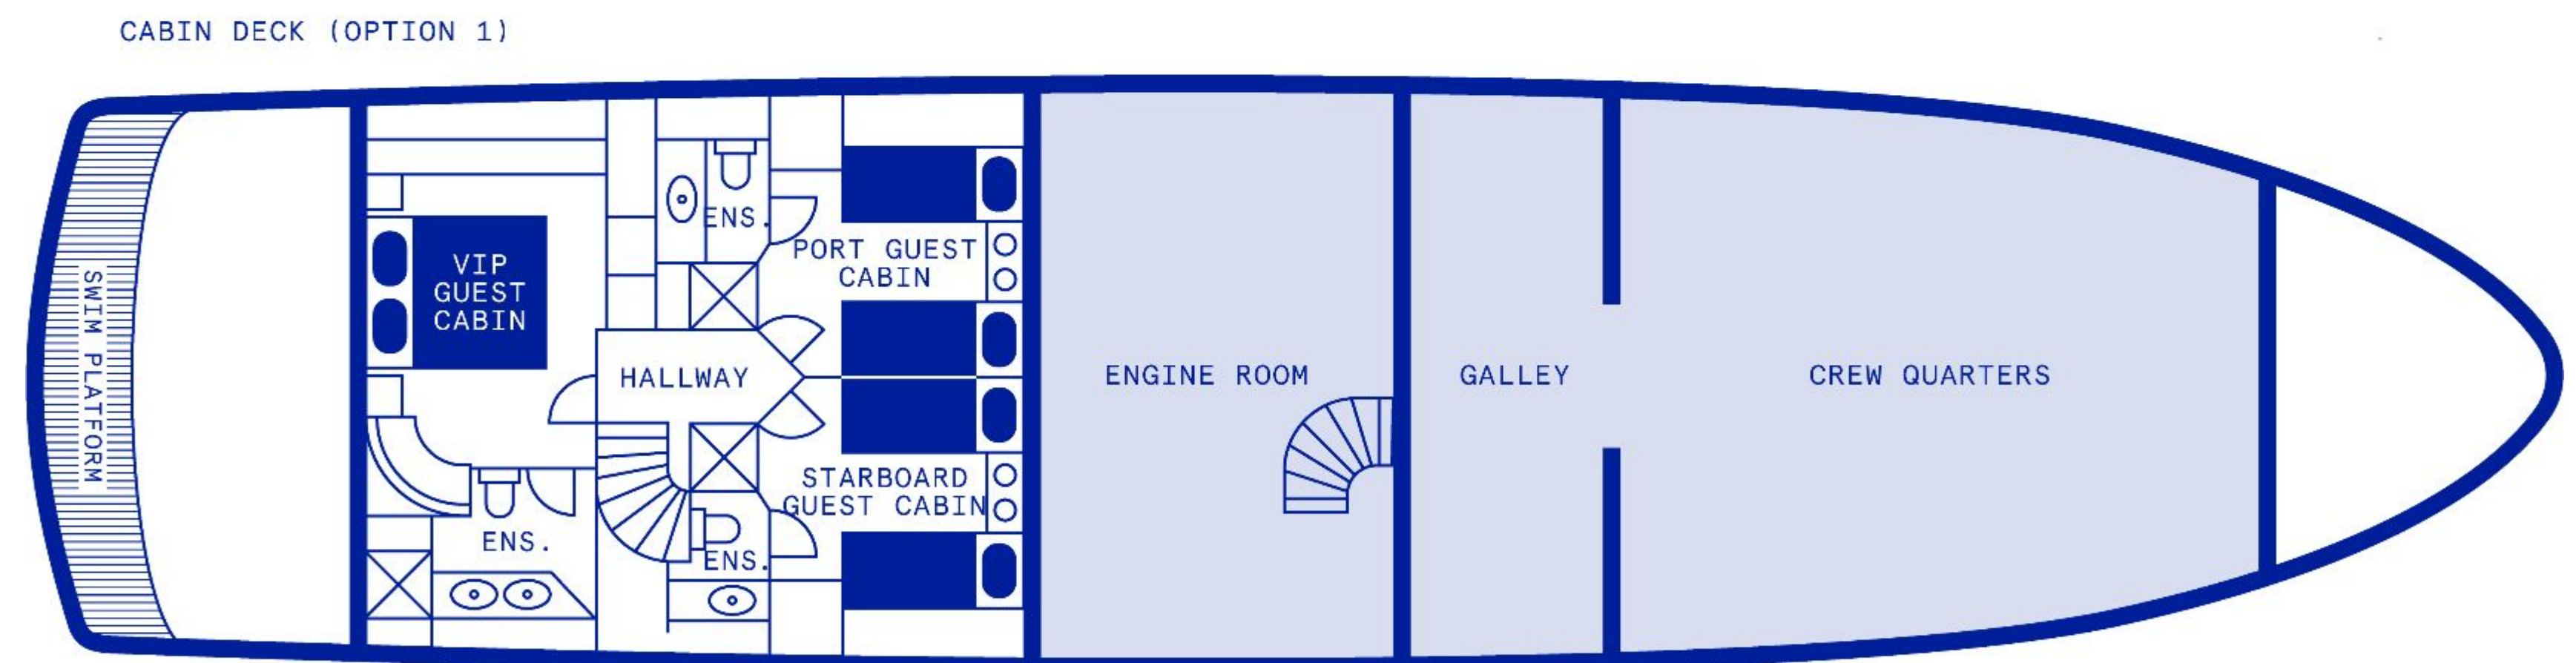 CABIN DECK (OPTION 1)
SWIM PLATFORM
VIP
GUEST
CABIN
ENS.
HALLWAY
ENS.
PORT GUEST
CABIN
STARBOARD
GUEST CABIN
ENS.
ENGINE ROOM
GALLEY
CREW QUARTERS